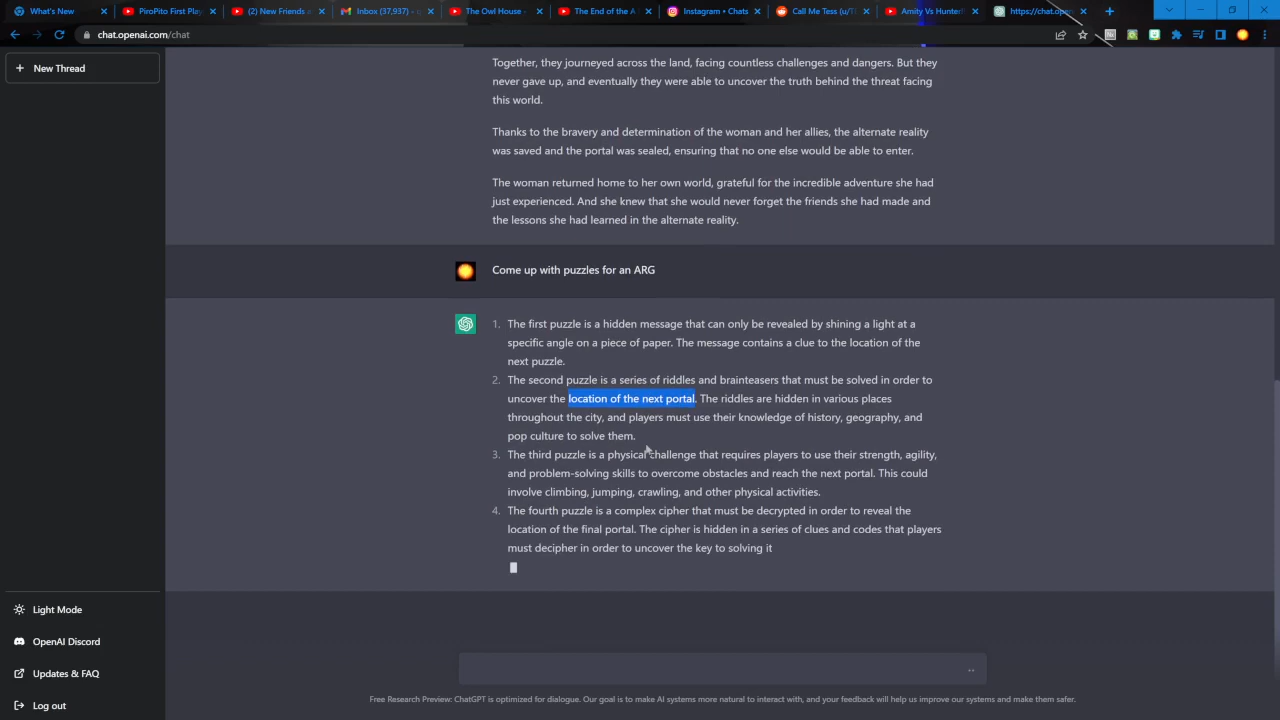 What's New
PiroPito First Play
(2) New Friends a
Inbox (37,937) -
The Owl House -
The End of the A
Instagram • Chats
Call Me Tess (u/T
Amity Vs Hunter
https://chat.open
chat.openai.com/chat
New Thread
Together, they journeyed across the land, facing countless challenges and dangers. But they
never gave up, and eventually they were able to uncover the truth behind the threat facing
this world.
Thanks to the bravery and determination of the woman and her allies, the alternate reality
was saved and the portal was sealed, ensuring that no one else would be able to enter.
The woman returned home to her own world, grateful for the incredible adventure she had
just experienced. And she knew that she would never forget the friends she had made and
the lessons she had learned in the alternate reality.
Come up with puzzles for an ARG
1. The first puzzle is a hidden message that can only be revealed by shining a light at a
specific angle on a piece of paper. The message contains a clue to the location of the
next puzzle.
2. The second puzzle is a series of riddles and brainteasers that must be solved in order to
uncover the location of the next portal. The riddles are hidden in various places
throughout the city, and players must use their knowledge of history, geography, and
pop culture to solve them.
3. The third puzzle is a physical challenge that requires players to use their strength, agility,
and problem-solving skills to overcome obstacles and reach the next portal. This could
involve climbing, jumping, crawling, and other physical activities.
4. The fourth puzzle is a complex cipher that must be decrypted in order to reveal the
location of the final portal. The cipher is hidden in a series of clues and codes that players
must decipher in order to uncover the key to solving it
Light Mode
OpenAI Discord
Updates & FAQ
Log out
Free Research Preview: ChatGPT is optimized for dialogue. Our goal is to make AI systems more natural to interact with, and your feedback will help us improve our systems and make them safer.